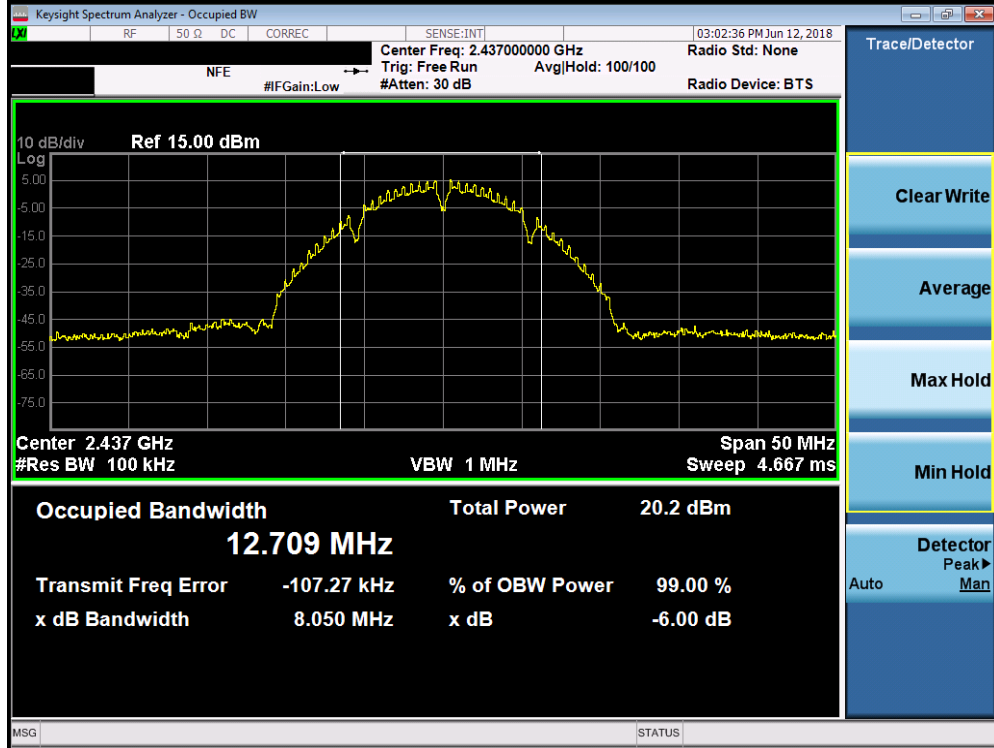 Keysight Spectrum Analyzer - Occupied BW
LXI RF 50 Ω DC CORREC SENSE:INT 03:02:36 PM Jun 12, 2018
Center Freq: 2.437000000 GHz Radio Std: None
NFE Trig: Free Run Avg|Hold: 100/100
#IFGain:Low #Atten: 30 dB Radio Device: BTS
Trace/Detector
10 dB/div Ref 15.00 dBm
Log
5.00
-5.00
-15.0
-25.0
-35.0
-45.0
-55.0
-65.0
-75.0
Center 2.437 GHz Span 50 MHz
#Res BW 100 kHz VBW 1 MHz Sweep 4.667 ms
Occupied Bandwidth Total Power 20.2 dBm
12.709 MHz
Transmit Freq Error -107.27 kHz % of OBW Power 99.00 %
x dB Bandwidth 8.050 MHz x dB -6.00 dB
Clear Write
Average
Max Hold
Min Hold
Detector
Peak▶
Auto Man
MSG STATUS